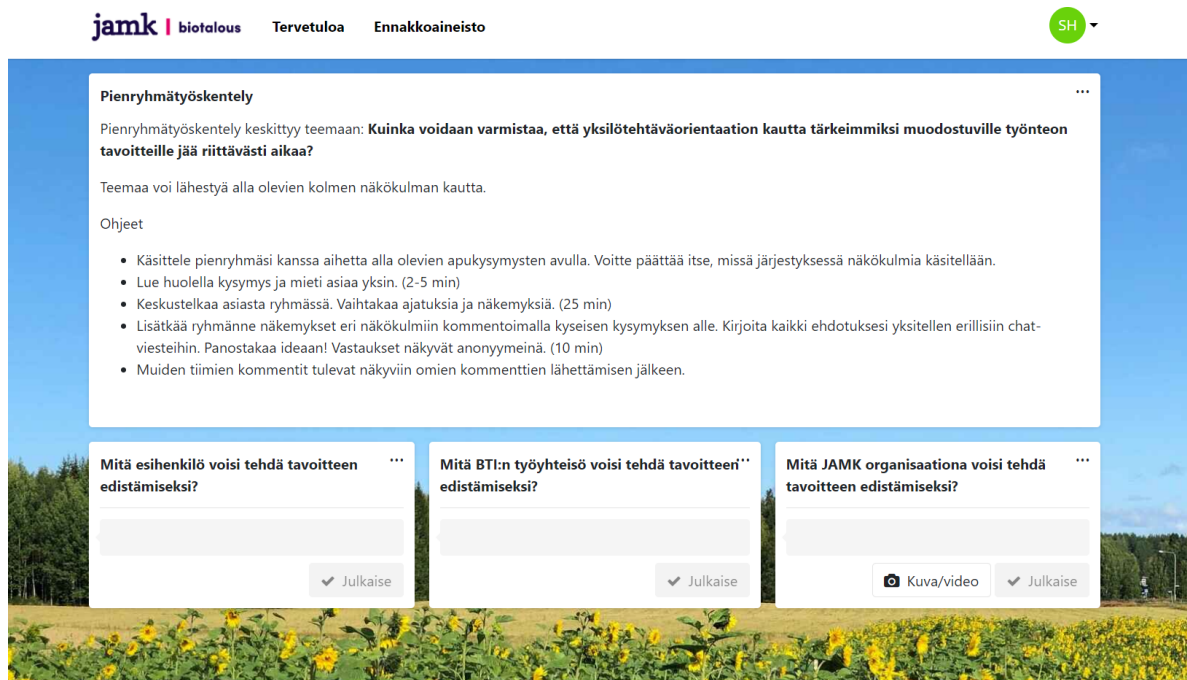 jamk | biotalous Tervetuloa Ennakkoaineisto SH
Pienryhmätyöskentely
Pienryhmätyöskentely keskittyy teemaan: Kuinka voidaan varmistaa, että yksilötehtäväorientaation kautta tärkeimmiksi muodostuville työnteon
tavoitteille jää riittävästi aikaa?
Teemaa voi lähestyä alla olevien kolmen näkökulman kautta.
Ohjeet
• Käsittele pienryhmäsi kanssa aihetta alla olevien apukysymysten avulla. Voitte päättää itse, missä järjestyksessä näkökulmia käsitellään.
• Lue huolella kysymys ja mieti asiaa yksin. (2-5 min)
• Keskustelkaa asiasta ryhmässä. Vaihtakaa ajatuksia ja näkemyksiä. (25 min)
• Lisätkää ryhmänne näkemykset eri näkökulmiin kommentoimalla kyseisen kysymyksen alle. Kirjoita kaikki ehdotuksesi yksitellen erillisiin chat-
viesteihin. Panostakaa ideaan! Vastaukset näkyvät anonyymeinä. (10 min)
• Muiden tiimien kommentit tulevat näkyviin omien kommenttien lähettämisen jälkeen.
Mitä esihenkilö voisi tehdä tavoitteen
edistämiseksi?
Julkaise
Mitä BTI:n työyhteisö voisi tehdä tavoitteen
edistämiseksi?
Julkaise
Mitä JAMK organisaationa voisi tehdä
tavoitteen edistämiseksi?
Kuva/video Julkaise